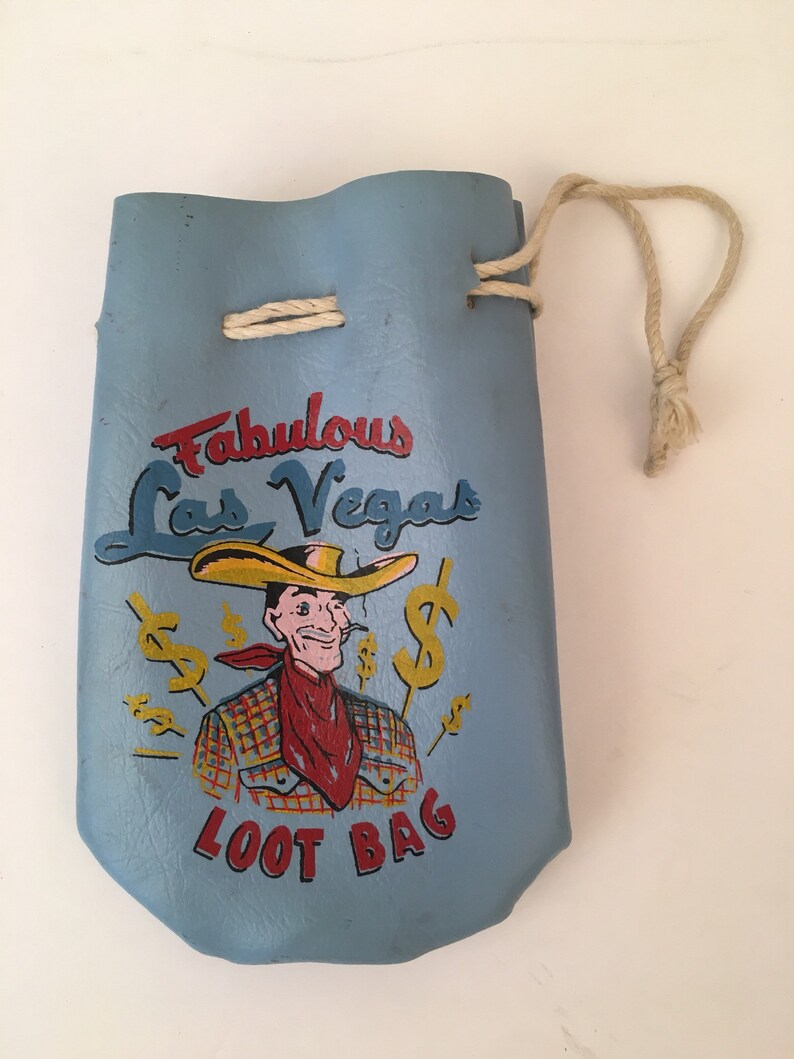 Fabulous
Las Vegas
$ $ $ $ $ $
LOOT BAG